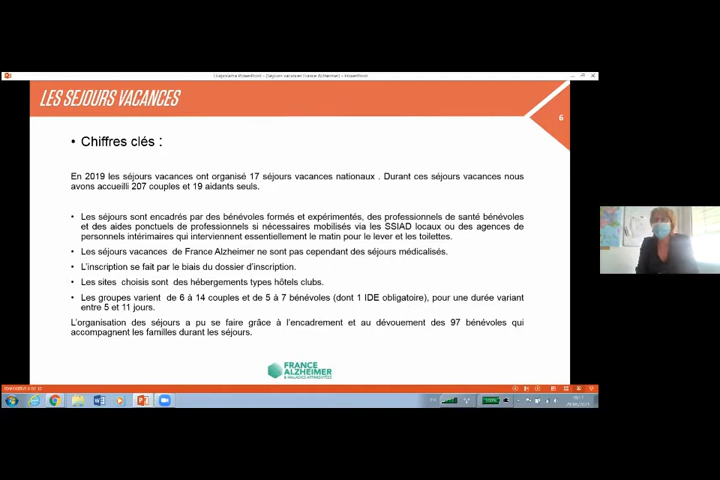 LES SEJOURS VACANCES
6
• Chiffres clés :
En 2019 les séjours vacances ont organisé 17 séjours vacances nationaux . Durant ces séjours vacances nous
avons accueilli 207 couples et 19 aidants seuls.
• Les séjours sont encadrés par des bénévoles formés et expérimentés, des professionnels de santé bénévoles
et des aides ponctuels de professionnels si nécessaires mobilisés via les SSIAD locaux ou des agences de
personnels intérimaires qui interviennent essentiellement le matin pour le lever et les toilettes.
• Les séjours vacances de France Alzheimer ne sont pas cependant des séjours médicalisés.
• L'inscription se fait par le biais du dossier d'inscription.
• Les sites choisis sont des hébergements types hôtels clubs.
• Les groupes varient de 6 à 14 couples et de 5 à 7 bénévoles (dont 1 IDE obligatoire), pour une durée variant
entre 5 et 11 jours.
L'organisation des séjours a pu se faire grâce à l'encadrement et au dévouement des 97 bénévoles qui
accompagnent les familles durant les séjours.
FRANCE
ALZHEIMER
& MALADIES APPARENTÉES
100%